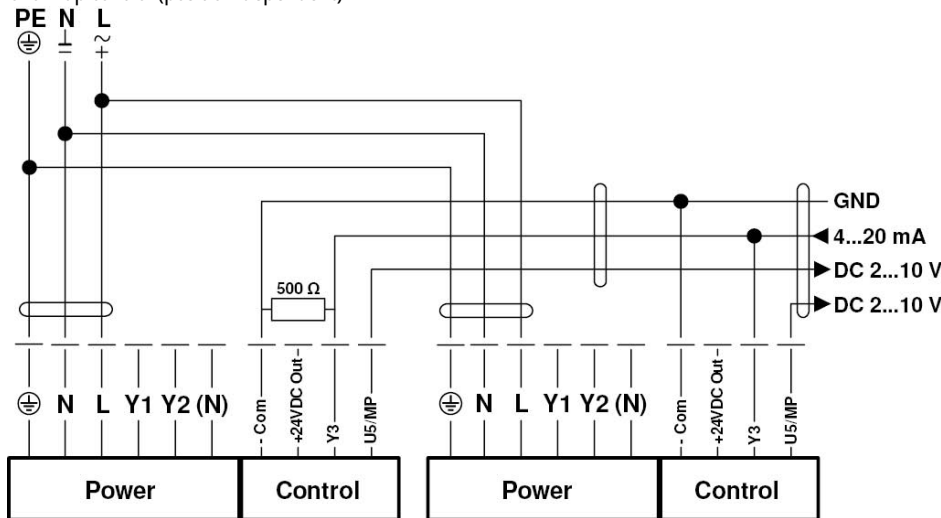 PE N L
GND
4...20 mA
DC 2...10 V
500 Ω
DC 2...10 V
N L Y1 Y2 (N)
- Com
+24VDC Out
Y3
U5/MP
N L Y1 Y2 (N)
- Com
+24VDC Out
Y3
U5/MP
Power
Control
Power
Control